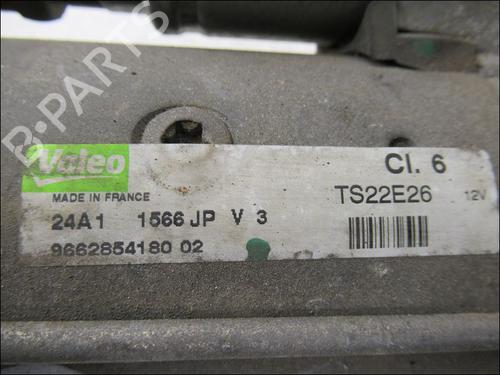 B-PARTS
Valeo
Cl. 6
MADE IN FRANCE
TS22E26 12V
24A1 1566 JP V 3
9662854180 02